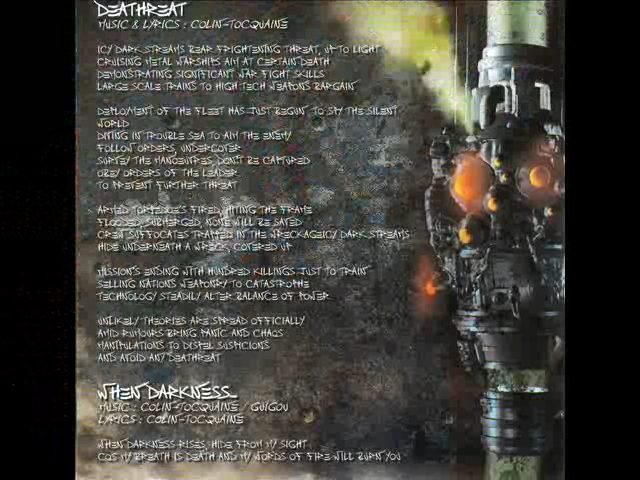 DEATHREAT
MUSIC & LYRICS : COLIN-TOCQUAINE
ICY DARK STREAMS BEAR FRIGHTENING THREAT, UP TO LIGHT
CRUISING METAL WARSHIPS AIM AT CERTAIN DEATH
DEMONSTRATING SIGNIFICANT WAR FIGHT SKILLS
LARGE SCALE TRAINS TO HIGH TECH WEAPONS BARGAIN
DEPLOYMENT OF THE FLEET HAS JUST BEGUN TO SPY THE SILENT
WORLD
DIVING IN TROUBLE SEA TO AIM THE ENEMY
FOLLOW ORDERS, UNDERCOVER
SURVEY THE MANOEUVRES, DON'T BE CAPTURED
OBEY ORDERS OF THE LEADER
TO PREVENT FURTHER THREAT
ARMED TORPEDOE'S FIRED, HITING THE FRAME
FLOODED, SUBMERGED, NONE WILL BE SAVED
CREW SUFFOCATES TRAPPED IN THE WRECKAGEICY DARK STREAMS
HIDE UNDERNEATH A WRECK, COVERED UP
MISSION'S ENDING WITH HUNDRED KILLINGS JUST TO TRAIN
SELLING NATIONS WEAPONRY TO CATASTROPHE
TECHNOLOGY STEADILY ALTER BALANCE OF POWER
UNLIKELY THEORIES ARE SPREAD OFFICIALLY
AMID RUMOURS BRING PANIC AND CHAOS
MANIPULATIONS TO DISPEL SUSPICIONS
AND AVOID ANY DEATHREAT
WHEN DARKNESS...
MUSIC : COLIN-TOCQUAINE / GUIGOU
LYRICS : COLIN-TOCQUAINE
WHEN DARKNESS RISES, HIDE FROM MY SIGHT
COS MY BREATH IS DEATH AND MY WORDS OF FIRE WILL BURN YOU